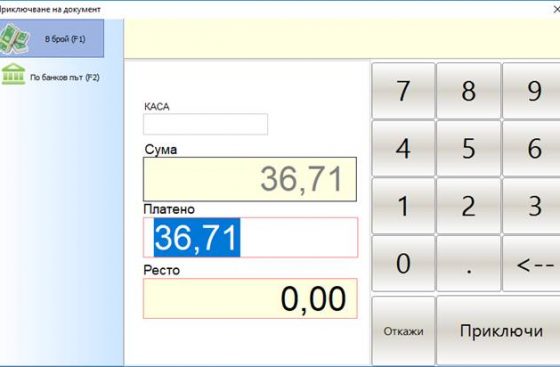 Приключване на документ
В брой (F1)
По банков път (F2)
КАСА
Сума
36,71
Платено
36,71
Ресто
0,00
7 8 9
4 5 6
1 2 3
0 . <--
Откажи Приключи